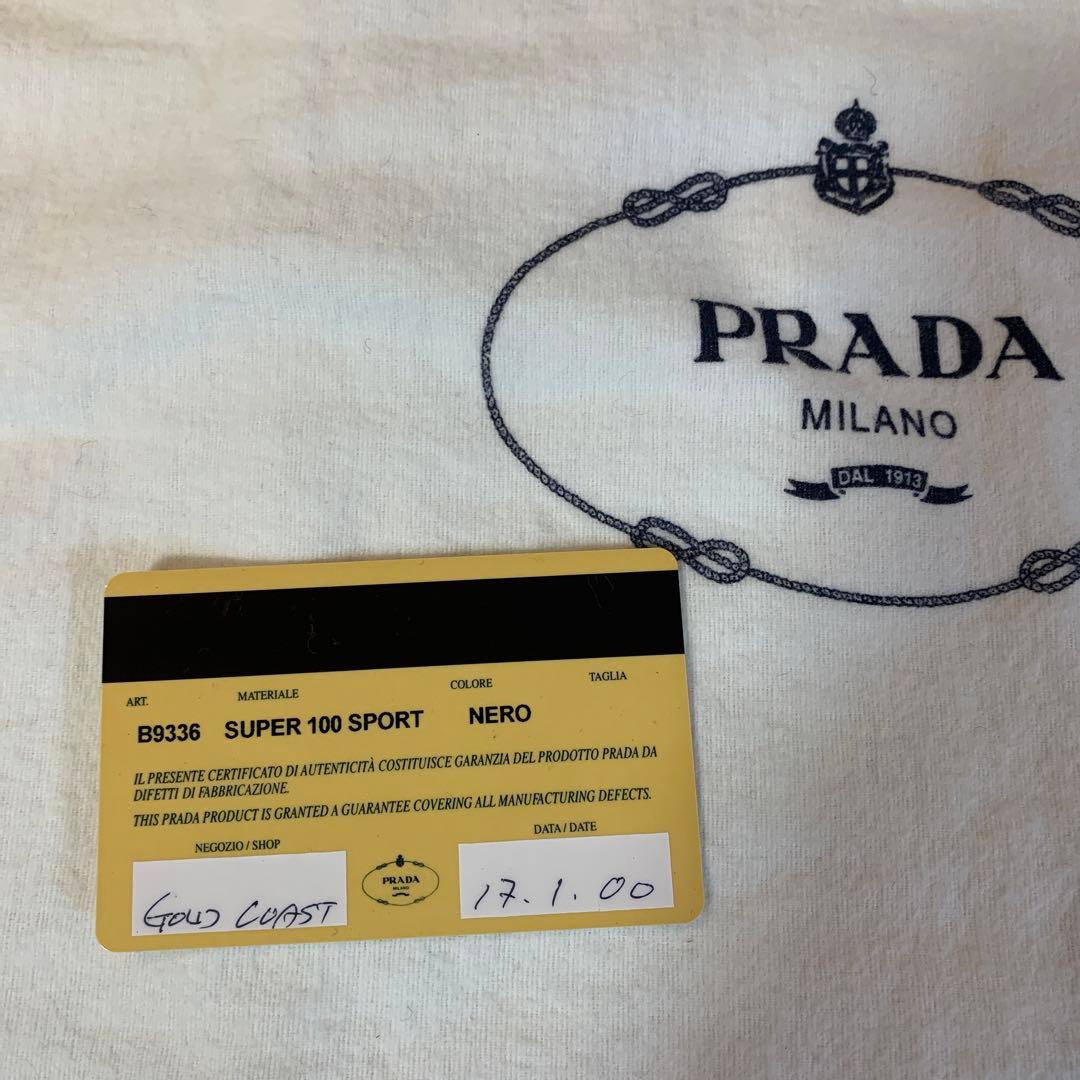 PRADA
MILANO
DAL 1913
ART. MATERIALE COLORE TAGLIA
B9336 SUPER 100 SPORT NERO
IL PRESENTE CERTIFICATO DI AUTENTICITÀ COSTITUISCE GARANZIA DEL PRODOTTO PRADA DA
DIFETTI DI FABBRICAZIONE.
THIS PRADA PRODUCT IS GRANTED A GUARANTEE COVERING ALL MANUFACTURING DEFECTS.
NEGOZIO / SHOP DATA / DATE
GOLD COAST 17.1.00
PRADA
MILANO